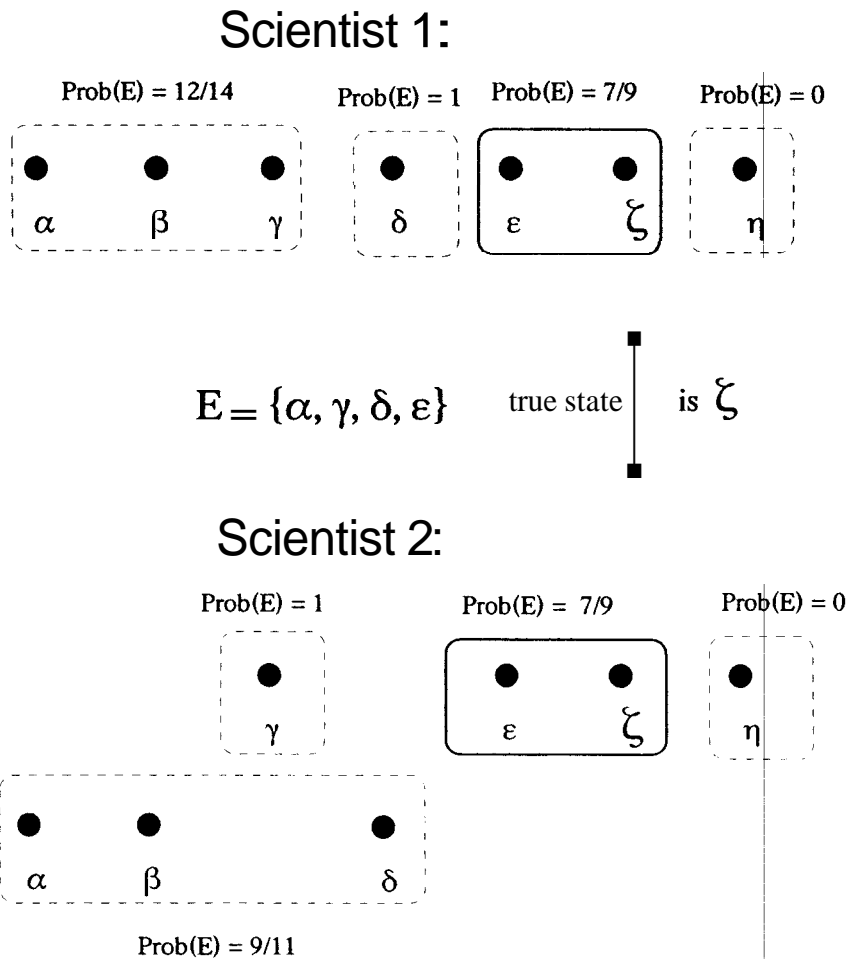 Scientist 1:
Prob(E) = 12/14 Prob(E) = 1 Prob(E) = 7/9 Prob(E) = 0
α β γ δ ε ζ η
E = {α, γ, δ, ε} true state is ζ
Scientist 2:
Prob(E) = 1 Prob(E) = 7/9 Prob(E) = 0
γ ε ζ η
α β δ
Prob(E) = 9/11